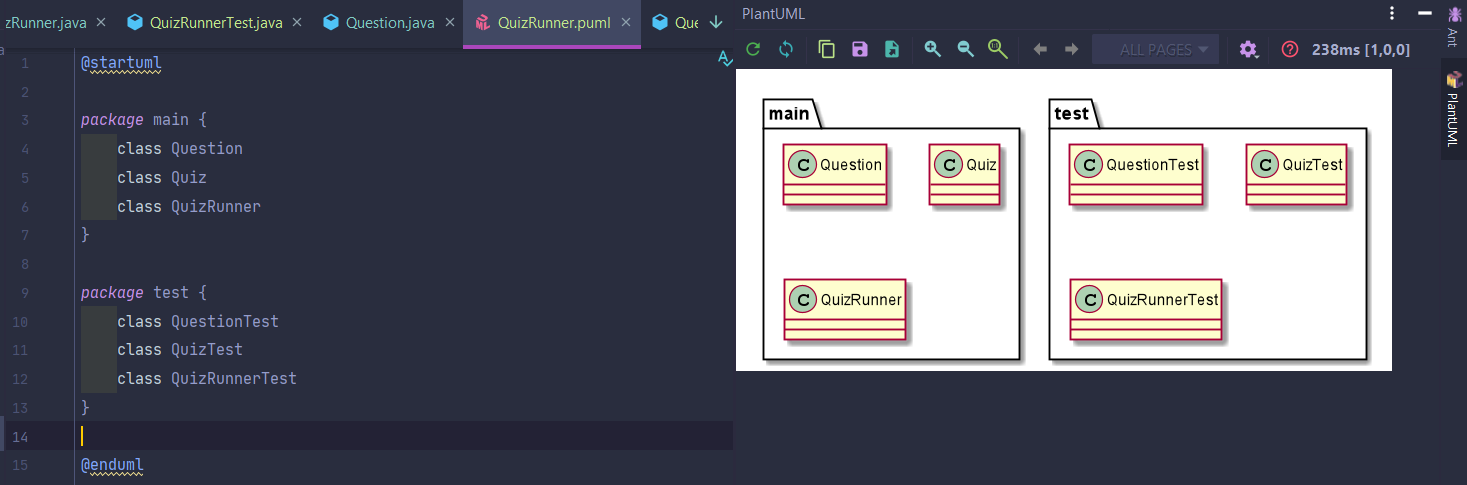 zRunner.java
QuizRunnerTest.java
Question.java
QuizRunner.puml
Que
1 @startuml
2
3 package main {
4 class Question
5 class Quiz
6 class QuizRunner
7 }
8
9 package test {
10 class QuestionTest
11 class QuizTest
12 class QuizRunnerTest
13 }
14
15 @enduml
PlantUML
ALL PAGES
238ms [1,0,0]
main
C Question
C Quiz
C QuizRunner
test
C QuestionTest
C QuizTest
C QuizRunnerTest
Ant
PlantUML